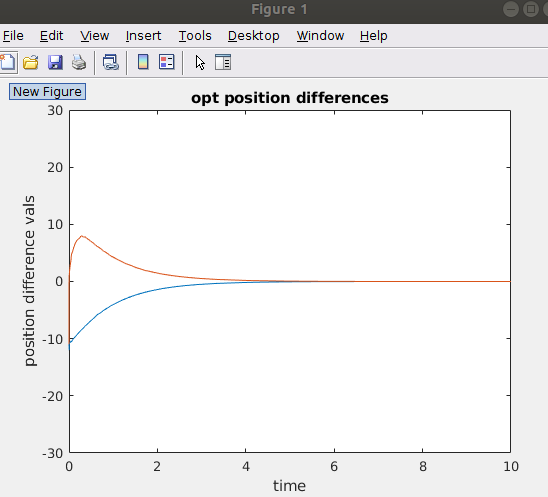 Figure 1
File Edit View Insert Tools Desktop Window Help
New Figure
opt position differences
30
20
10
0
-10
-20
-30
position difference vals
0 2 4 6 8 10
time